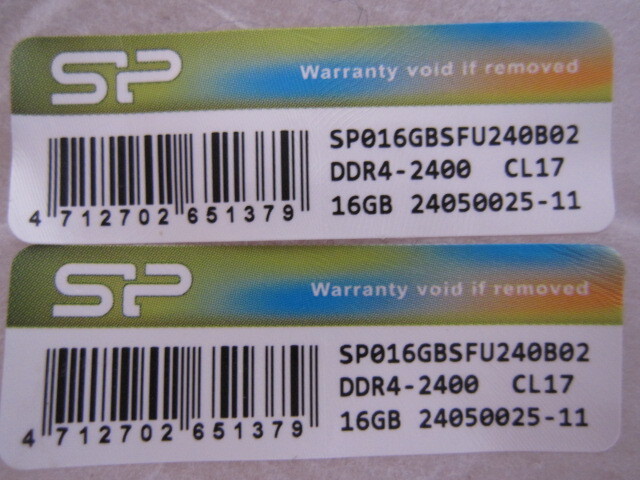 SP
Warranty void if removed
SP016GBSFU240B02
DDR4-2400 CL17
16GB 24050025-11
4 712702 651379
SP
Warranty void if removed
SP016GBSFU240B02
DDR4-2400 CL17
16GB 24050025-11
4 712702 651379